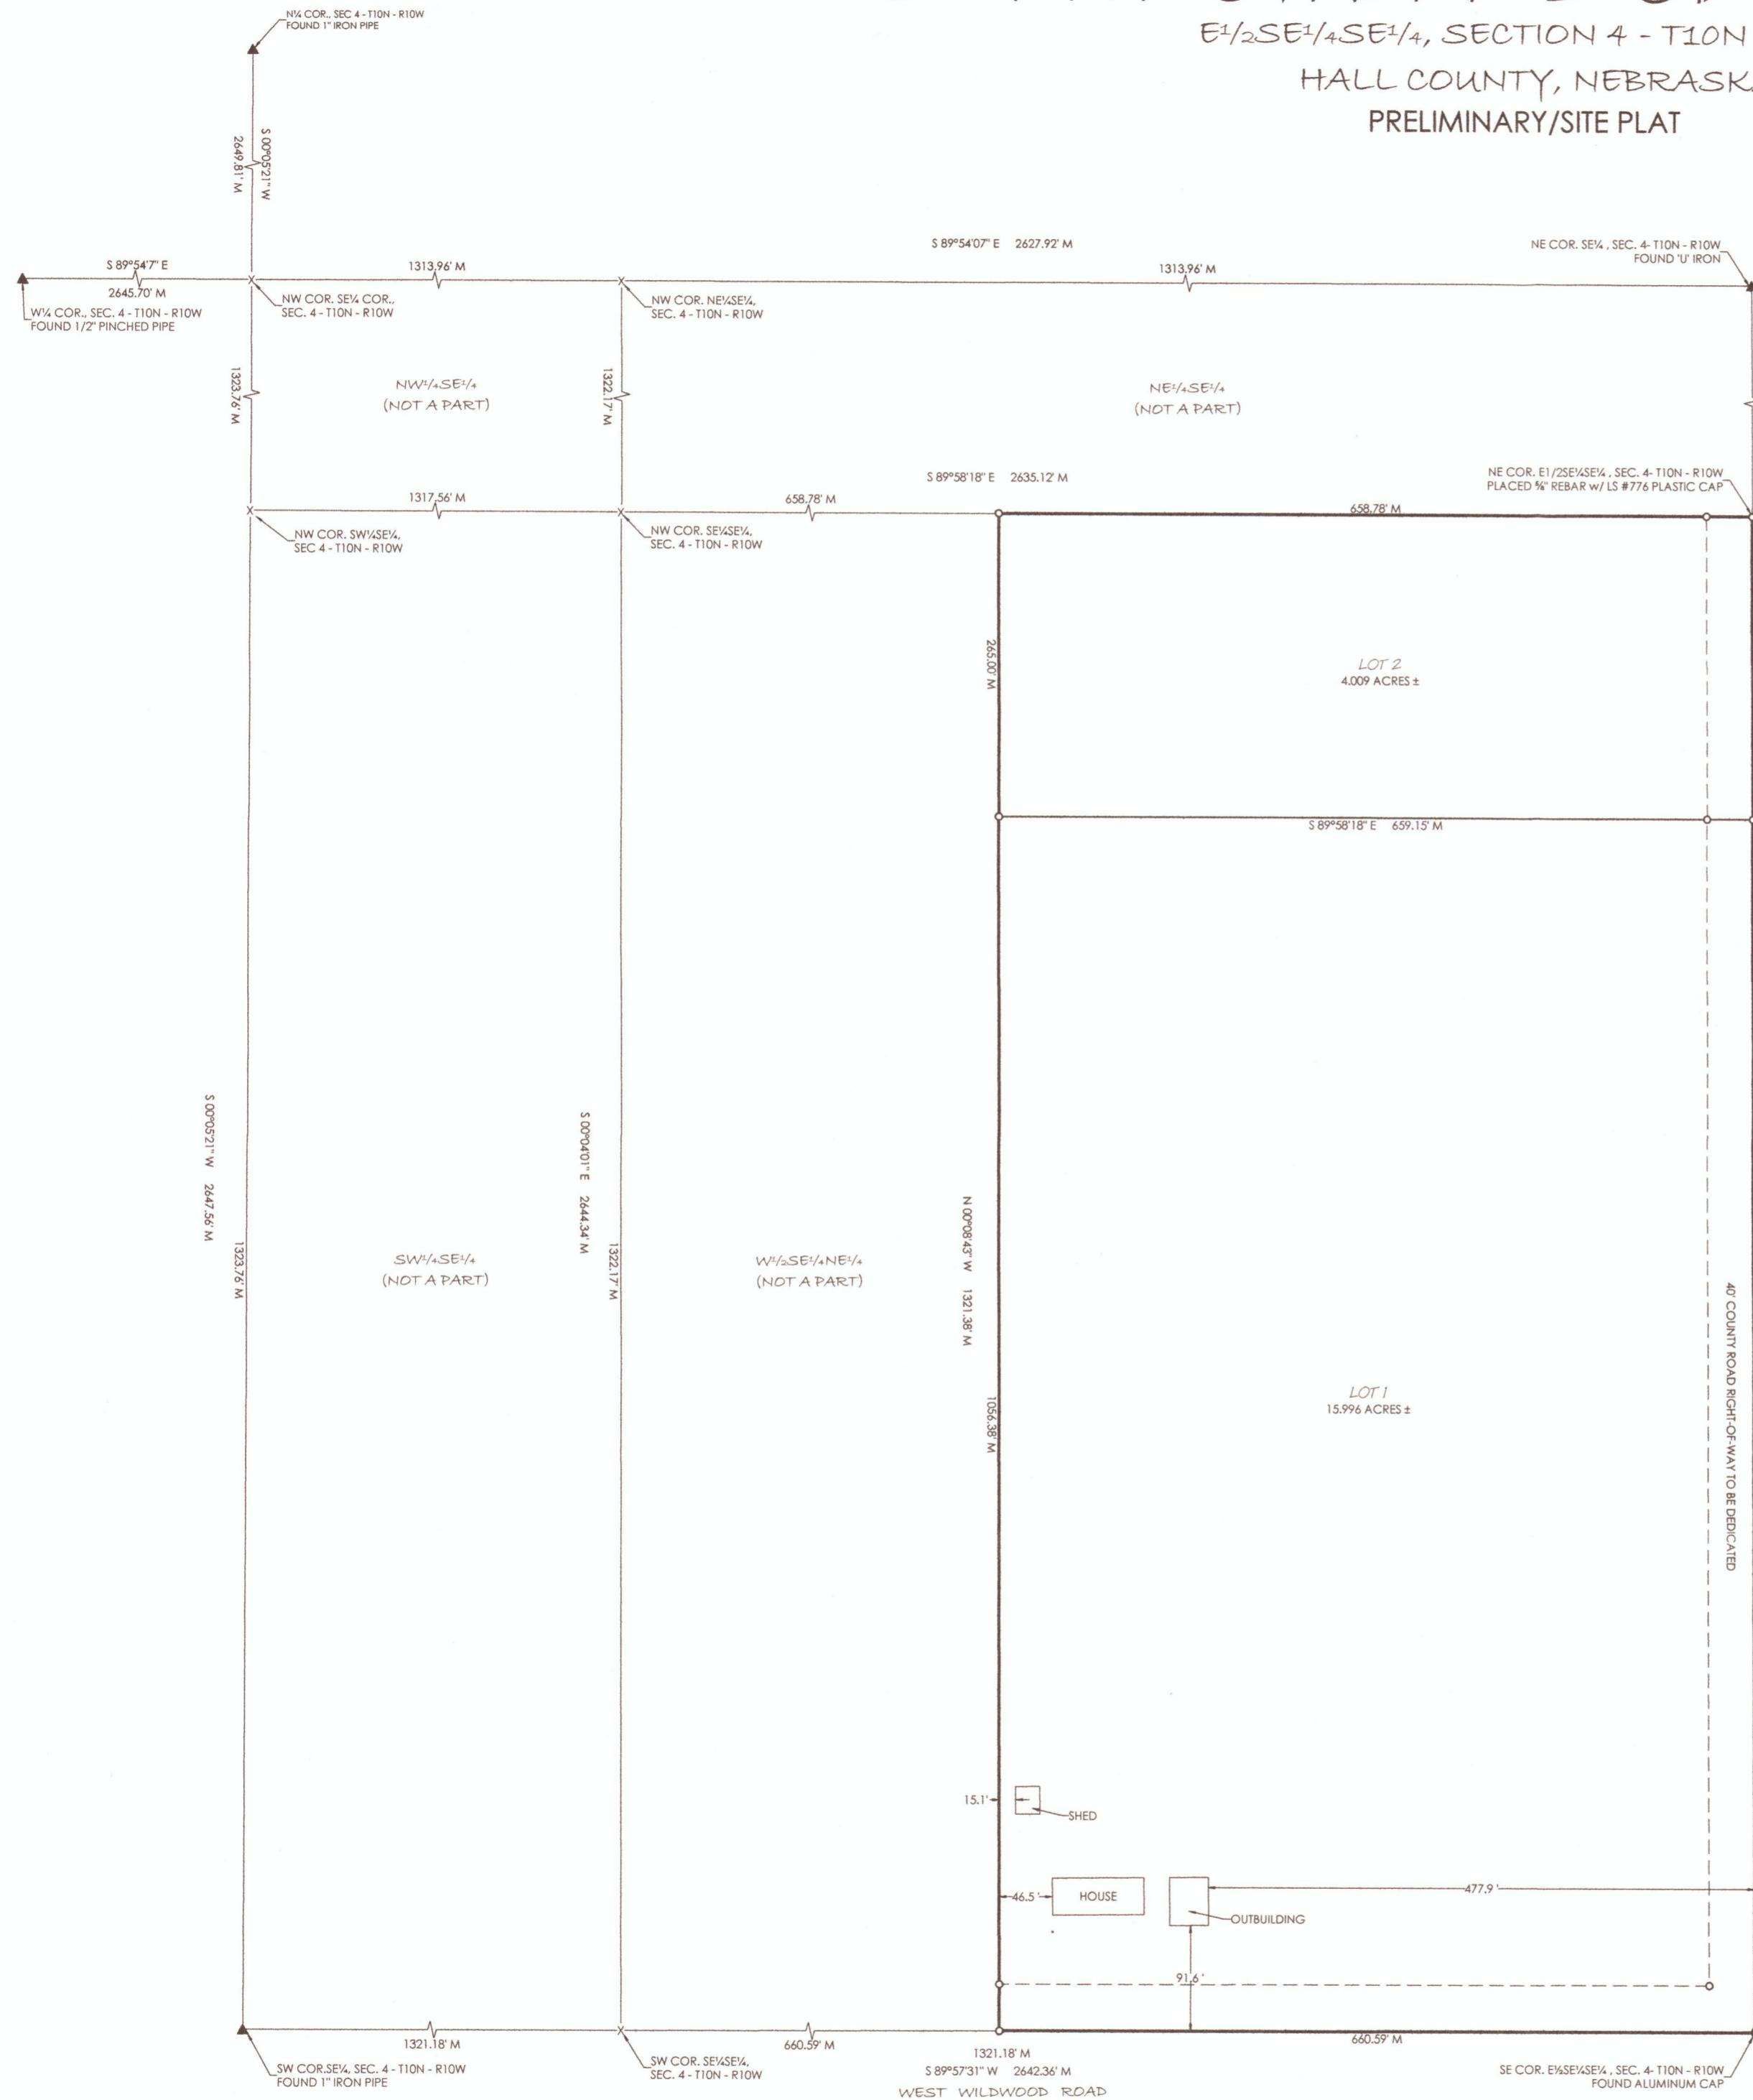 E1/2SE1/4SE1/4, SECTION 4 - T10N
HALL COUNTY, NEBRASK
PRELIMINARY/SITE PLAT
N¼ COR., SEC 4 - T10N - R10W
FOUND 1" IRON PIPE
S 00°05'21" W
2649.81' M
S 89°54'07" E 2627.92' M
NE COR. SE¼ , SEC. 4- T10N - R10W
FOUND 'U' IRON
S 89°54'7" E
2645.70' M
1313.96' M
1313.96' M
W¼ COR., SEC. 4 - T10N - R10W
FOUND 1/2" PINCHED PIPE
NW COR. SE¼ COR.,
SEC. 4 - T10N - R10W
NW COR. NE¼SE¼,
SEC. 4 - T10N - R10W
1323.76' M
NW1/4SE1/4
(NOT A PART)
1322.17' M
NE1/4SE1/4
(NOT A PART)
S 89°58'18" E 2635.12' M
NE COR. E1/2SE¼SE¼ , SEC. 4- T10N - R10W
PLACED ⅝" REBAR w/ LS #776 PLASTIC CAP
1317.56' M
658.78' M
658.78' M
NW COR. SW¼SE¼,
SEC 4 - T10N - R10W
NW COR. SE¼SE¼,
SEC. 4 - T10N - R10W
265.00' M
LOT 2
4.009 ACRES ±
S 89°58'18" E 659.15' M
S 00°05'21" W 2647.56' M
1323.76' M
SW1/4SE1/4
(NOT A PART)
S 00°04'01" E 2644.34' M
1322.17' M
W1/2SE1/4NE1/4
(NOT A PART)
N 00°08'43" W 1321.38' M
1056.38' M
LOT 1
15.996 ACRES ±
40' COUNTY ROAD RIGHT-OF-WAY TO BE DEDICATED
15.1'
SHED
46.5 '
HOUSE
OUTBUILDING
477.9 '
91.6 '
1321.18' M
660.59' M
660.59' M
SW COR.SE¼, SEC. 4 - T10N - R10W
FOUND 1" IRON PIPE
SW COR. SE¼SE¼,
SEC. 4 - T10N - R10W
1321.18' M
S 89°57'31" W 2642.36' M
WEST WILDWOOD ROAD
SE COR. E½SE¼SE¼ , SEC. 4- T10N - R10W
FOUND ALUMINUM CAP